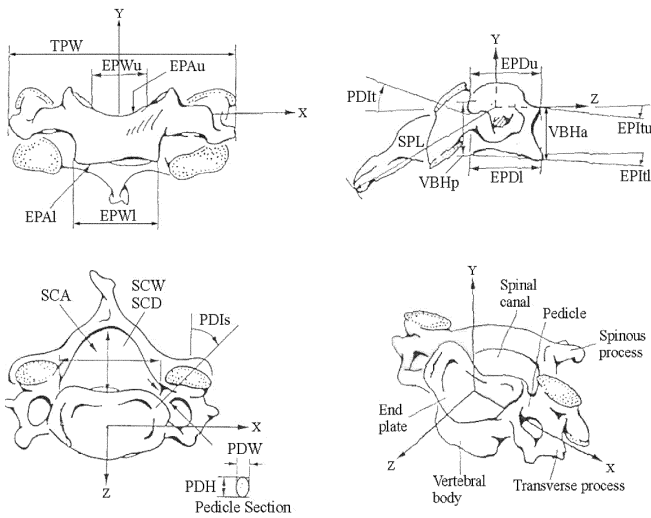 Y
TPW
EPWu
EPAu
X
EPAl
EPWl
Y
EPDu
PDIt
Z
EPItu
VBHa
SPL
VBHp
EPDl
EPItl
SCA
SCW
SCD
PDIs
X
PDW
Z
PDH
Pedicle Section
Y
Spinal
canal
Pedicle
Spinous
process
End
plate
Z
X
Vertebral
body
Transverse process